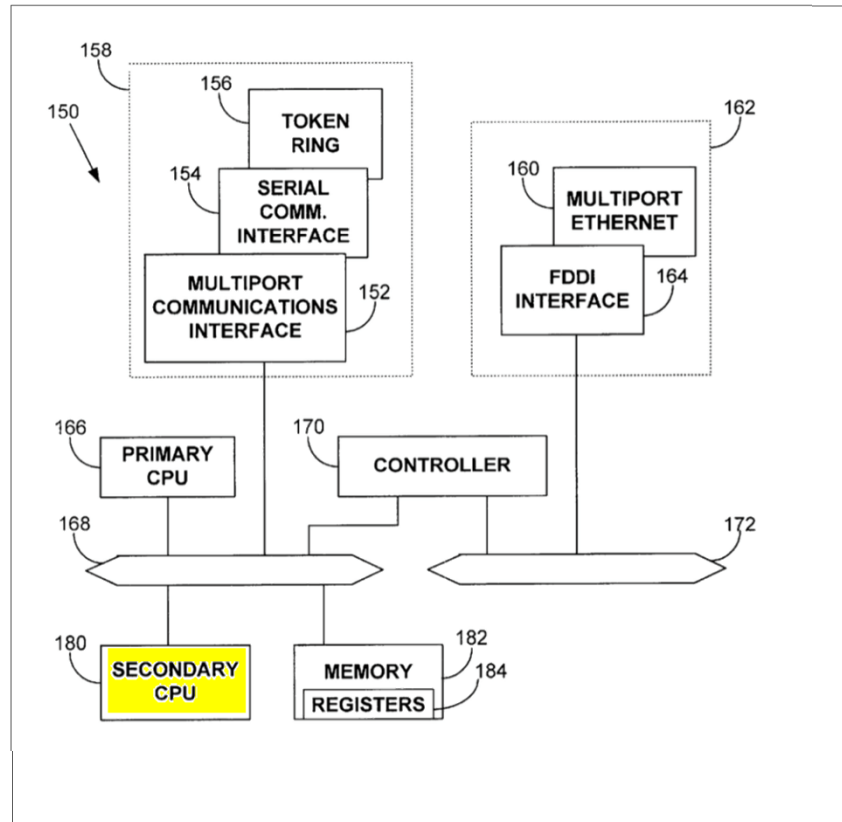 158
156
150
TOKEN
RING
162
154
160
SERIAL
COMM.
INTERFACE
MULTIPORT
ETHERNET
MULTIPORT
COMMUNICATIONS
INTERFACE
152
FDDI
INTERFACE
164
166
PRIMARY
CPU
170
CONTROLLER
168
172
180
SECONDARY
CPU
182
MEMORY
184
REGISTERS